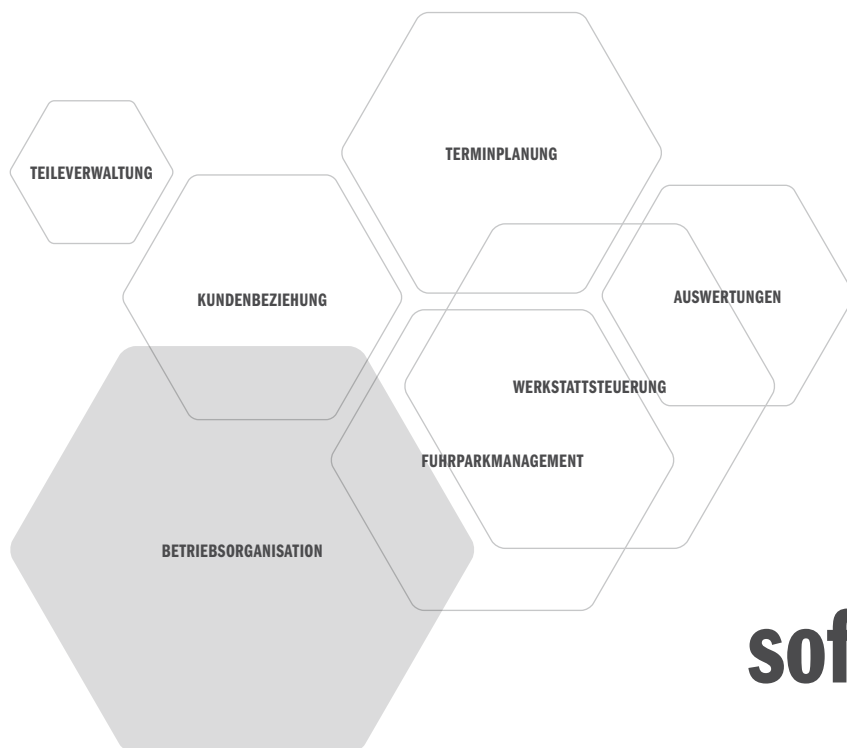 TERMINPLANUNG
TEILEVERWALTUNG
KUNDENBEZIEHUNG
AUSWERTUNGEN
WERKSTATTSTEUERUNG
FUHRPARKMANAGEMENT
BETRIEBSORGANISATION
sof